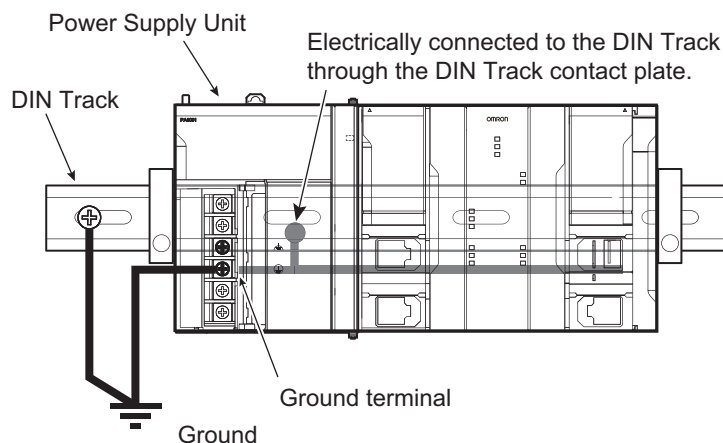 Power Supply Unit
Electrically connected to the DIN Track
through the DIN Track contact plate.
DIN Track
OMRON
Ground terminal
Ground